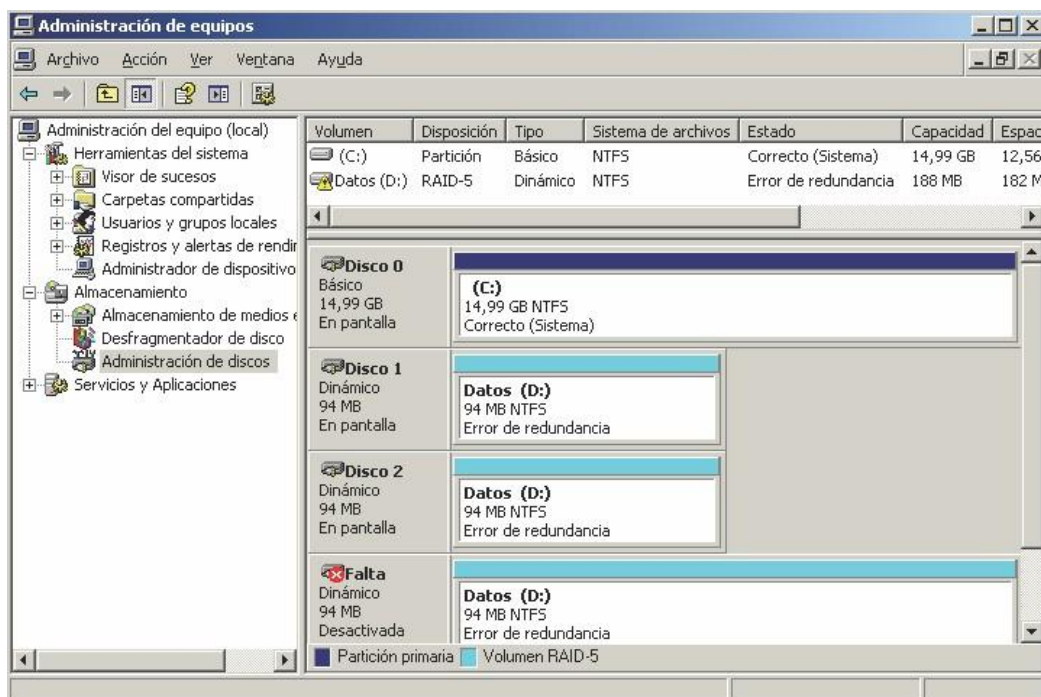 Administración de equipos
Archivo Acción Ver Ventana Ayuda
Administración del equipo (local)
Herramientas del sistema
Visor de sucesos
Carpetas compartidas
Usuarios y grupos locales
Registros y alertas de rendir
Administrador de dispositivo
Almacenamiento
Almacenamiento de medios e
Desfragmentador de disco
Administración de discos
Servicios y Aplicaciones
Volumen Disposición Tipo Sistema de archivos Estado Capacidad Espac
(C:) Partición Básico NTFS Correcto (Sistema) 14,99 GB 12,56
Datos (D:) RAID-5 Dinámico NTFS Error de redundancia 188 MB 182 M
Disco 0
Básico
14,99 GB
En pantalla
(C:)
14,99 GB NTFS
Correcto (Sistema)
Disco 1
Dinámico
94 MB
En pantalla
Datos (D:)
94 MB NTFS
Error de redundancia
Disco 2
Dinámico
94 MB
En pantalla
Datos (D:)
94 MB NTFS
Error de redundancia
Falta
Dinámico
94 MB
Desactivada
Datos (D:)
94 MB NTFS
Error de redundancia
Partición primaria Volumen RAID-5